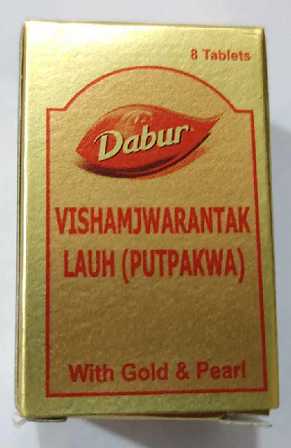 8 Tablets
Dabur
VISHAMJWARANTAK
LAUH (PUTPAKWA)
With Gold & Pearl